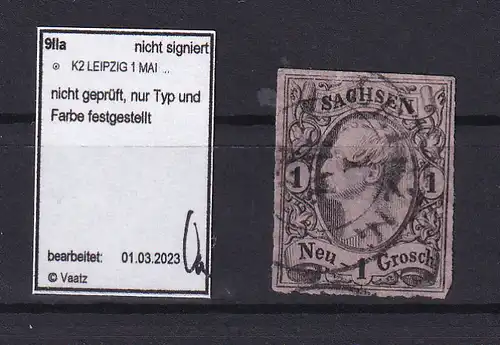 9IIa nicht signiert
⊙ K2 LEIPZIG 1 MAI ..
nicht geprüft, nur Typ und
Farbe festgestellt
bearbeitet: 01.03.2023
© Vaatz
SACHSEN
1 1
Neu 1 Grosch